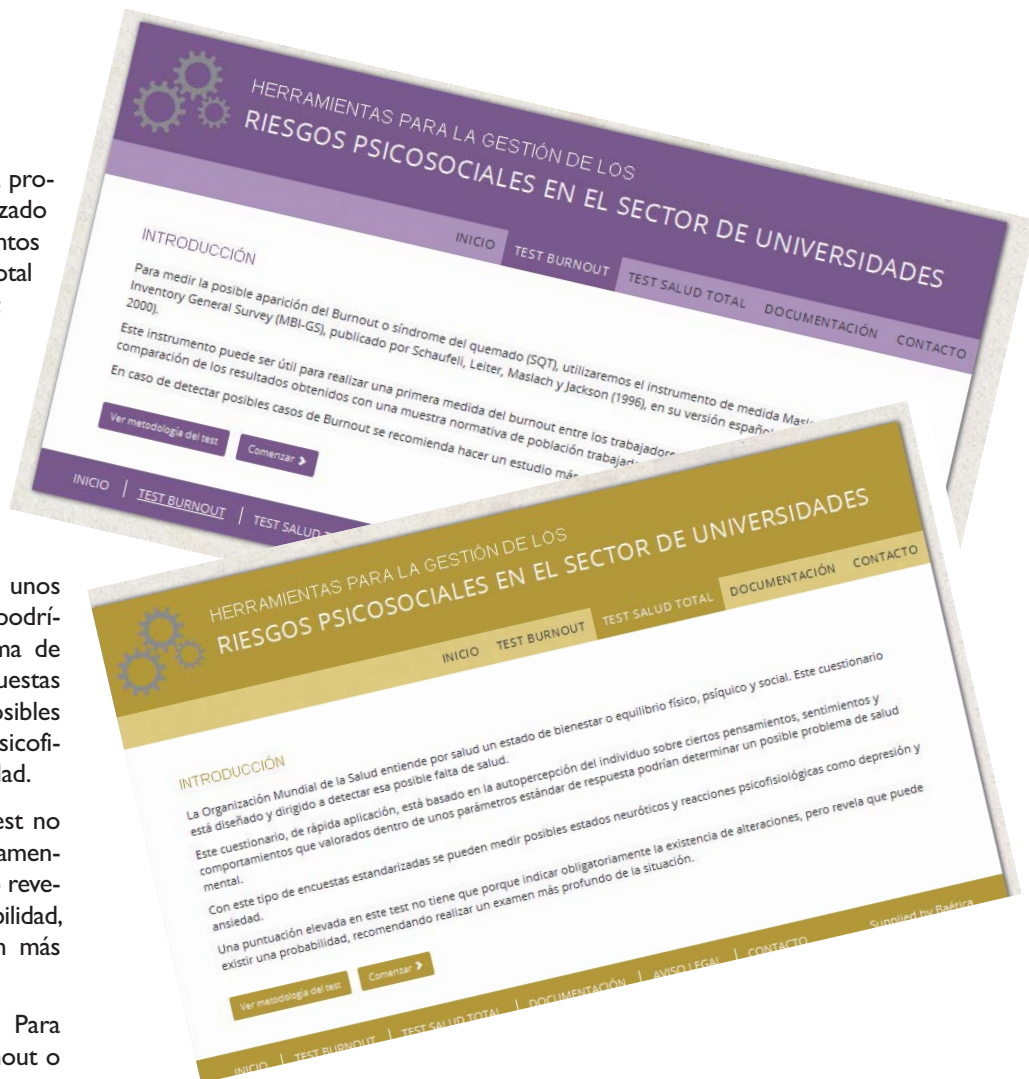 pro-
zado
ntos
otal
unos
podrí-
ma de
uestas
osibles
sicofi-
dad.
est no
amen-
reve-
bilidad,
n más
Para
nout o
HERRAMIENTAS PARA LA GESTIÓN DE LOS
RIESGOS PSICOSOCIALES EN EL SECTOR DE UNIVERSIDADES
INICIO TEST BURNOUT TEST SALUD TOTAL DOCUMENTACIÓN CONTACTO
INTRODUCCIÓN
Para medir la posible aparición del Burnout o síndrome del quemado (SQT), utilizaremos el instrumento de medida
Inventory General Survey (MBI-GS), publicado por Schaufeli, Leiter, Maslach y Jackson (1996), en su versión
2000).
Este instrumento puede ser útil para realizar una primera medida del burnout entre los
comparación de los resultados obtenidos con una muestra normativa de población
En caso de detectar posibles casos de Burnout se recomienda hacer un estudio
Ver metodología del test Comenzar
INICIO | TEST BURNOUT | TEST SALUD
HERRAMIENTAS PARA LA GESTIÓN DE LOS
RIESGOS PSICOSOCIALES EN EL SECTOR DE UNIVERSIDADES
INICIO TEST BURNOUT TEST SALUD TOTAL DOCUMENTACIÓN CONTACTO
INTRODUCCIÓN
La Organización Mundial de la Salud entiende por salud un estado de bienestar o equilibrio físico, psíquico y social. Este cuestionario
está diseñado y dirigido a detectar esa posible falta de salud.
Este cuestionario, de rápida aplicación, está basado en la autopercepción del individuo sobre ciertos pensamientos, sentimientos y
comportamientos que valorados dentro de unos parámetros estándar de respuesta podrían determinar un posible problema de salud
mental.
Con este tipo de encuestas estandarizadas se pueden medir posibles estados neuróticos y reacciones psicofisiológicas como depresión y
ansiedad.
Una puntuación elevada en este test no tiene que porque indicar obligatoriamente la existencia de alteraciones, pero revela que puede
existir una probabilidad, recomendando realizar un examen más profundo de la situación.
Ver metodología del test Comenzar
Supplied by Baética
INICIO | TEST BURNOUT | TEST SALUD TOTAL | DOCUMENTACIÓN | AVISO LEGAL | CONTACTO